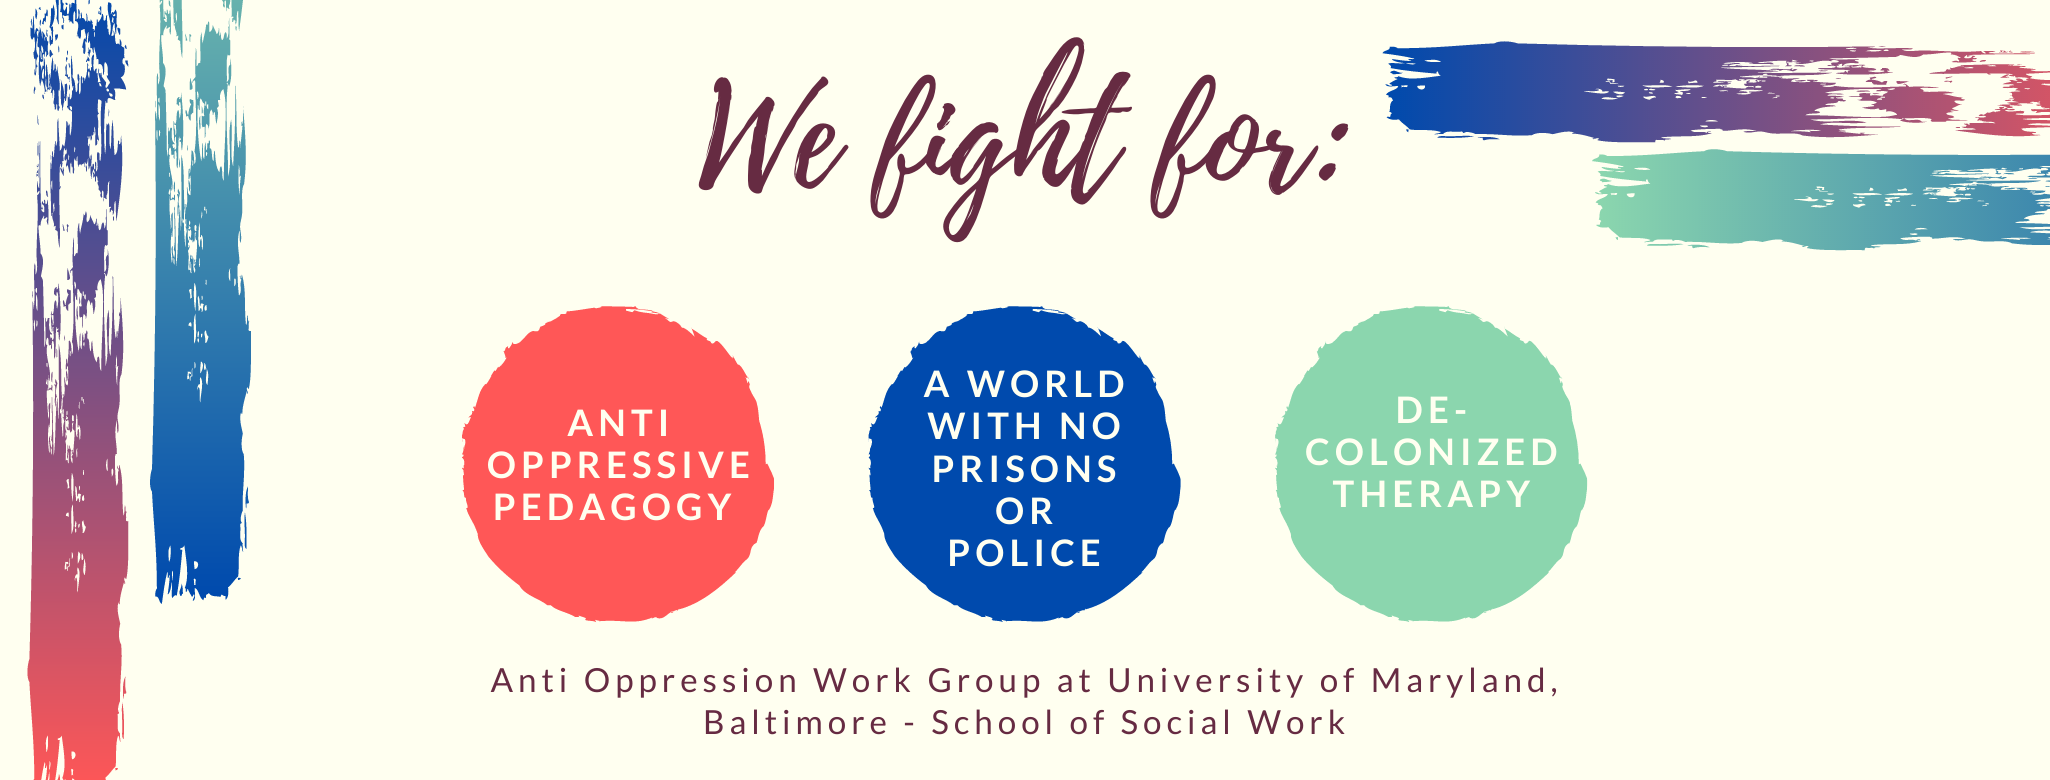 We fight for:
ANTI
OPPRESSIVE
PEDAGOGY
A WORLD
WITH NO
PRISONS
OR
POLICE
DE-
COLONIZED
THERAPY
Anti Oppression Work Group at University of Maryland,
Baltimore - School of Social Work